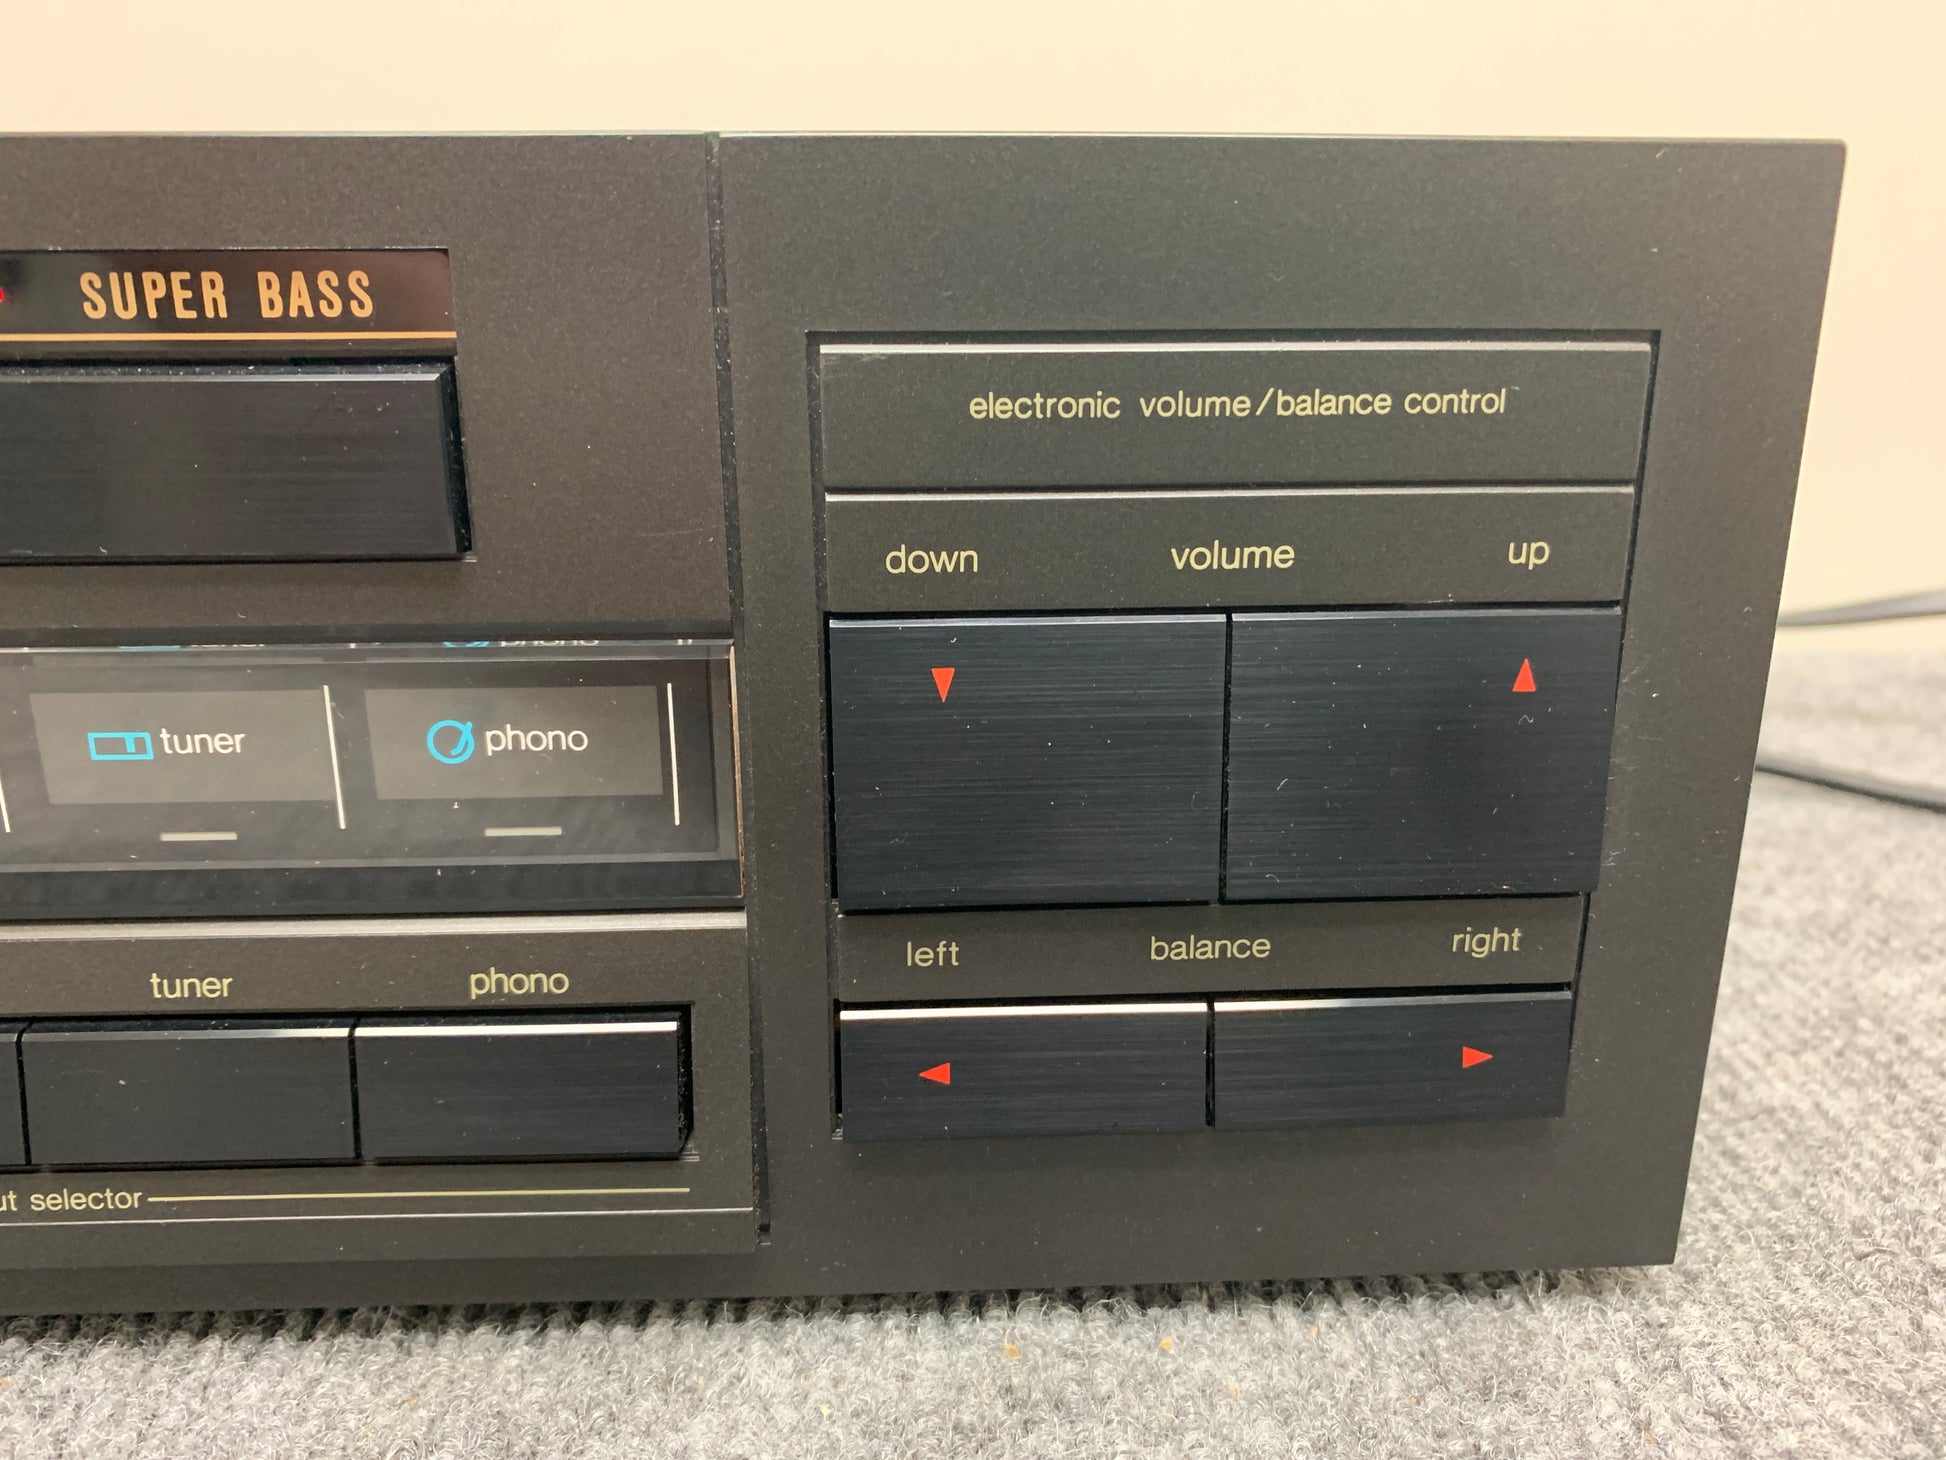 SUPER BASS
electronic volume/balance control
down volume up
tuner phono
left balance right
tuner phono
selector